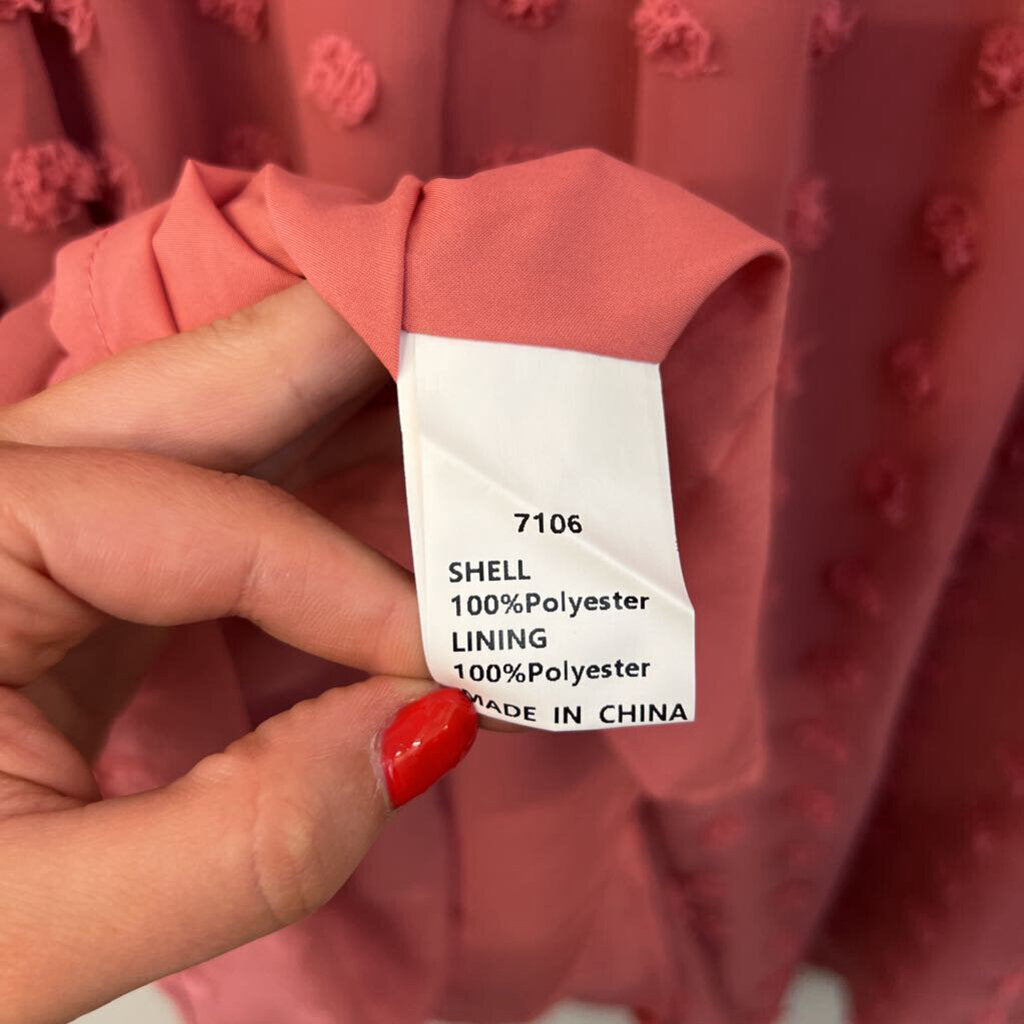 7106
SHELL
100%Polyester
LINING
100%Polyester
MADE IN CHINA